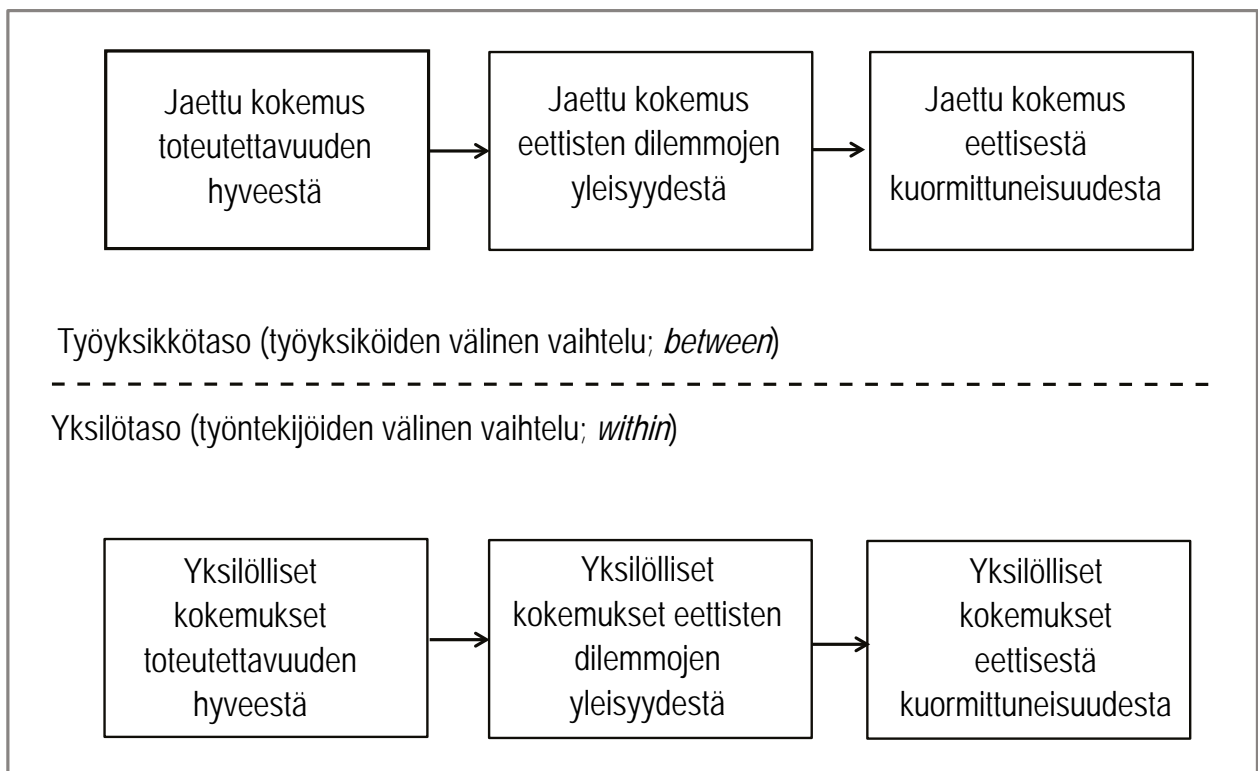 Jaettu kokemus
toteutettavuuden
hyveestä
Jaettu kokemus
eettisten dilemmojen
yleisyydestä
Jaettu kokemus
eettisestä
kuormittuneisuudesta
Työyksikkötaso (työyksiköiden välinen vaihtelu; between)
Yksilötaso (työntekijöiden välinen vaihtelu; within)
Yksilölliset
kokemukset
toteutettavuuden
hyveestä
Yksilölliset
kokemukset eettisten
dilemmojen
yleisyydestä
Yksilölliset
kokemukset
eettisestä
kuormittuneisuudesta